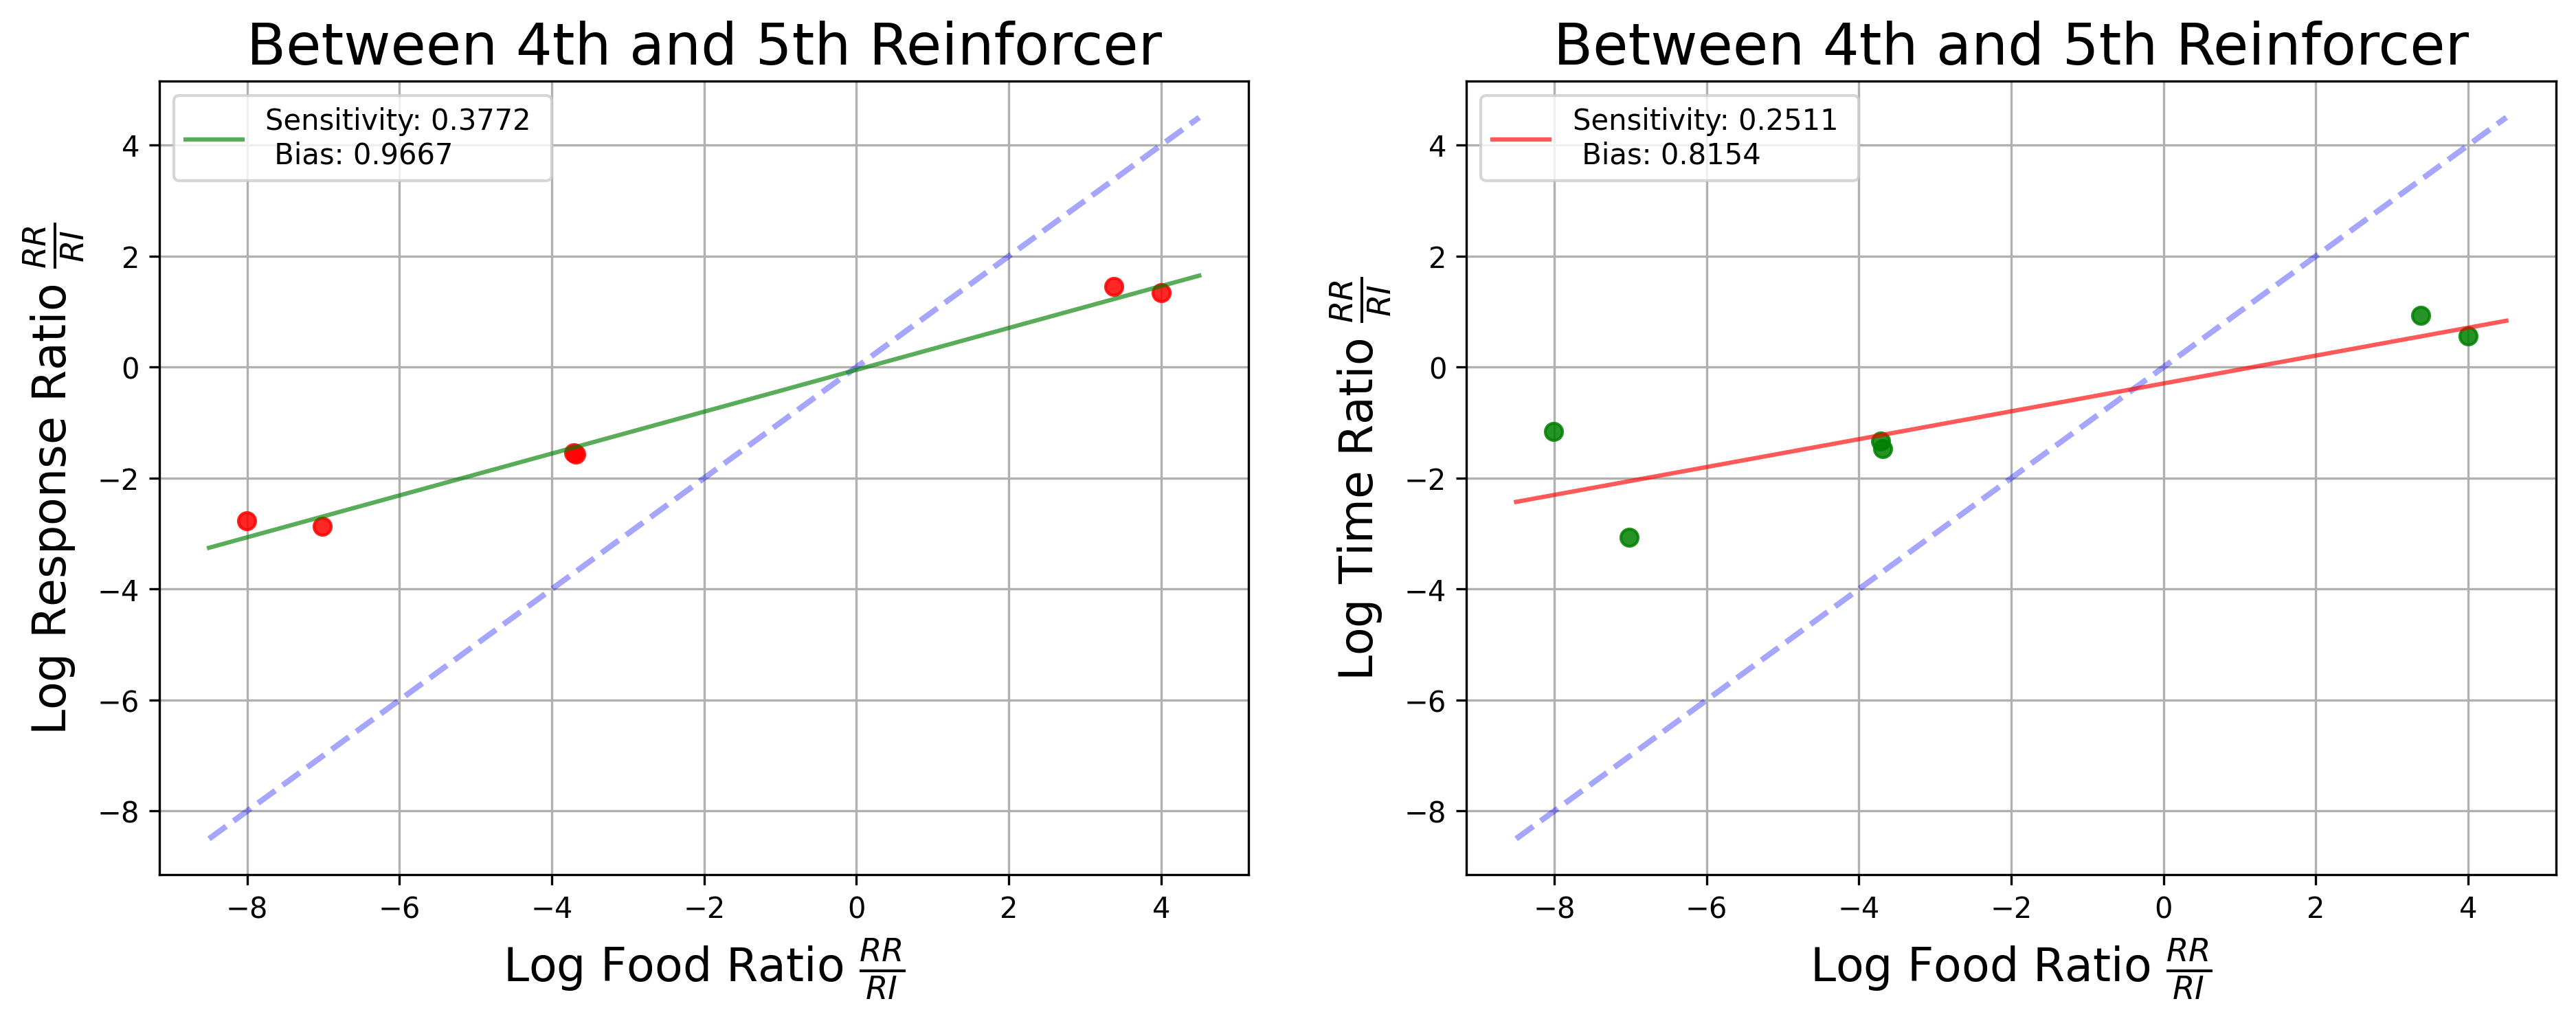 Between 4th and 5th Reinforcer
Sensitivity: 0.3772
Bias: 0.9667
Log Response Ratio RR/RI
4
2
0
−2
−4
−6
−8
−8 −6 −4 −2 0 2 4
Log Food Ratio RR/RI
Between 4th and 5th Reinforcer
Sensitivity: 0.2511
Bias: 0.8154
Log Time Ratio RR/RI
4
2
0
−2
−4
−6
−8
−8 −6 −4 −2 0 2 4
Log Food Ratio RR/RI